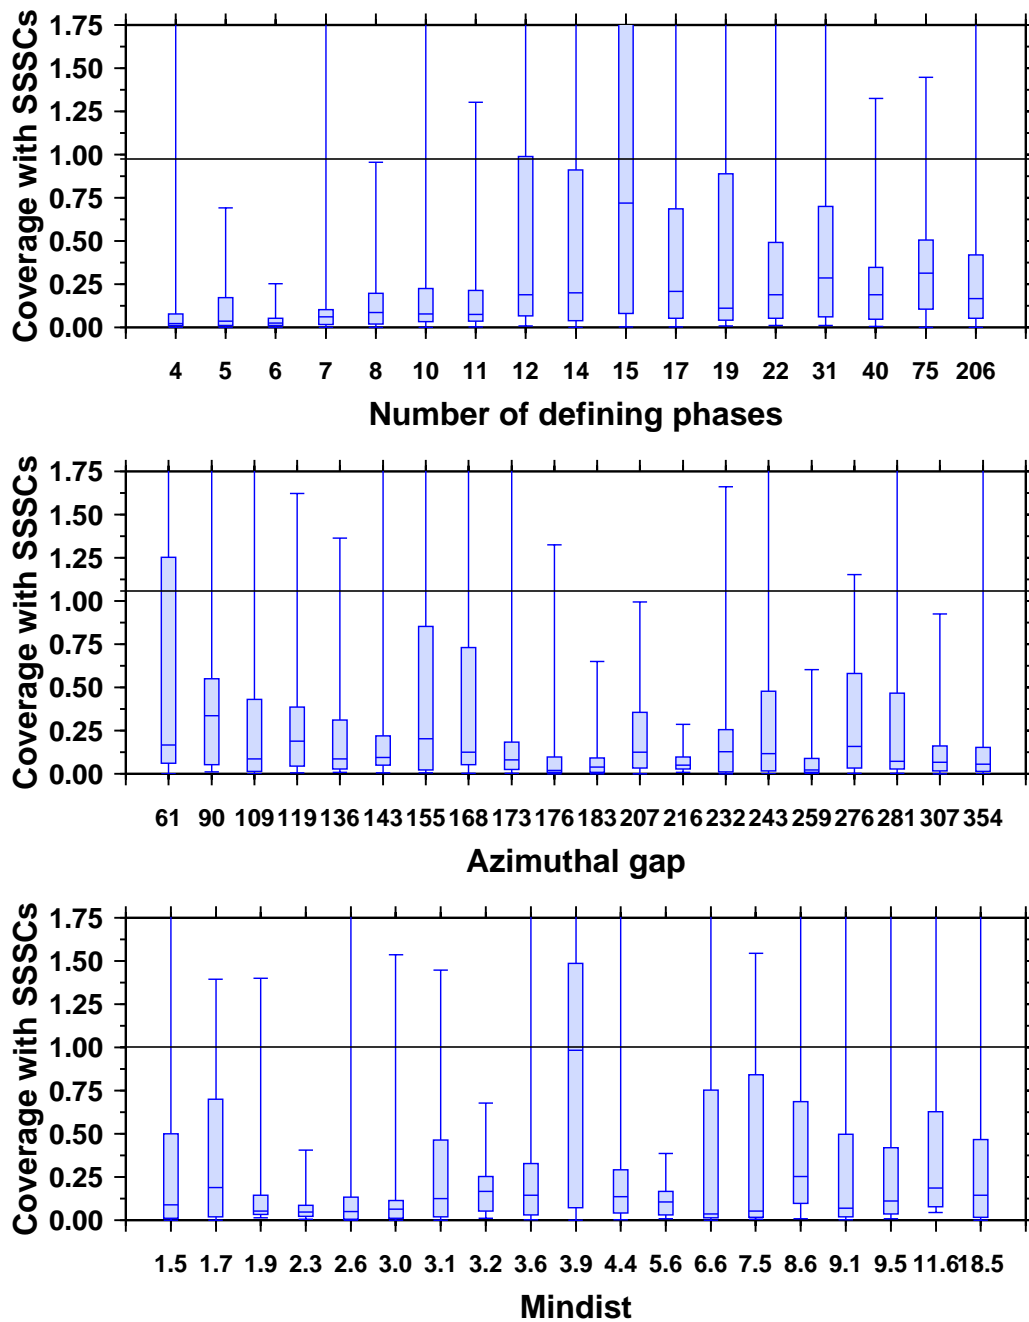 Coverage with SSSCs
1.75
1.50
1.25
1.00
0.75
0.50
0.25
0.00
4 5 6 7 8 10 11 12 14 15 17 19 22 31 40 75 206
Number of defining phases
Coverage with SSSCs
1.75
1.50
1.25
1.00
0.75
0.50
0.25
0.00
61 90 109 119 136 143 155 168 173 176 183 207 216 232 243 259 276 281 307 354
Azimuthal gap
Coverage with SSSCs
1.75
1.50
1.25
1.00
0.75
0.50
0.25
0.00
1.5 1.7 1.9 2.3 2.6 3.0 3.1 3.2 3.6 3.9 4.4 5.6 6.6 7.5 8.6 9.1 9.5 11.6 18.5
Mindist